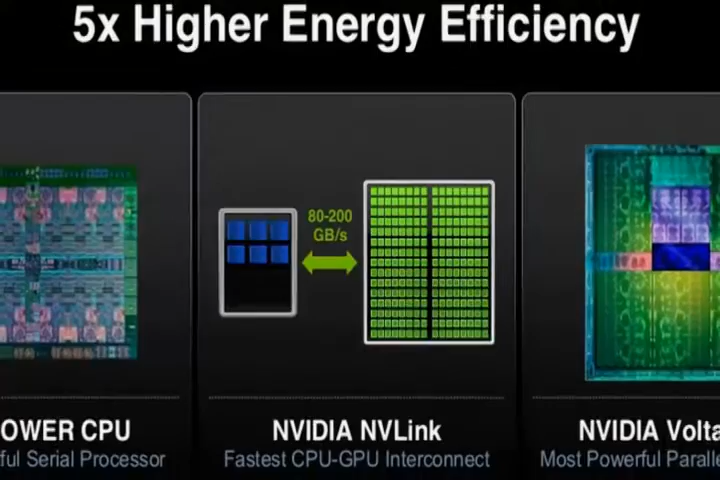 5x Higher Energy Efficiency
80-200
GB/s
OWER CPU
ful Serial Processor
NVIDIA NVLink
Fastest CPU-GPU Interconnect
NVIDIA Volta
Most Powerful Paralle